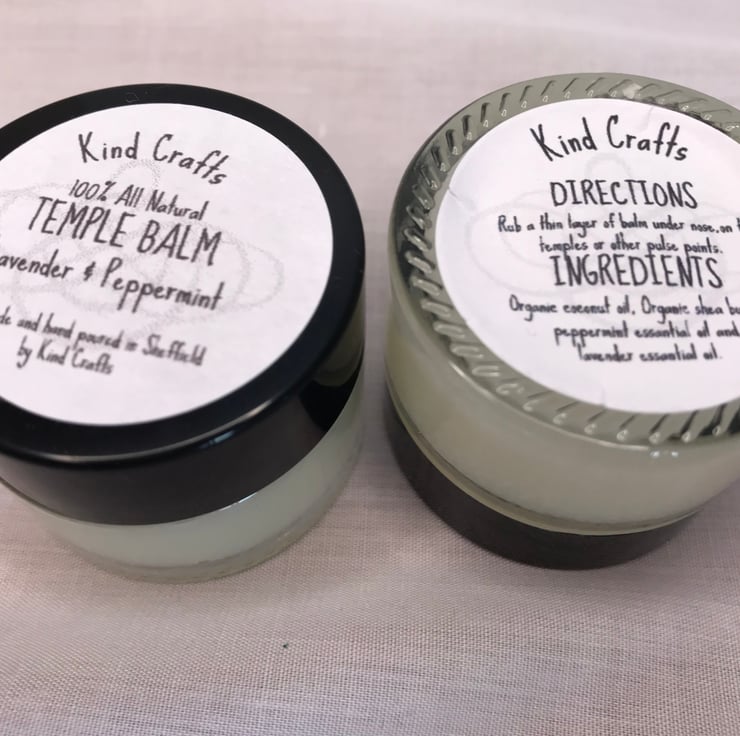 Kind Crafts
100% All Natural
TEMPLE BALM
avender & Peppermint
de and hand poured in Sheffield
by Kind Crafts
Kind Crafts
DIRECTIONS
Rub a thin layer of balm under nose, on t
temples or other pulse points.
INGREDIENTS
Organic coconut oil, Organic shea bu
peppermint essential oil and
lavender essential oil.